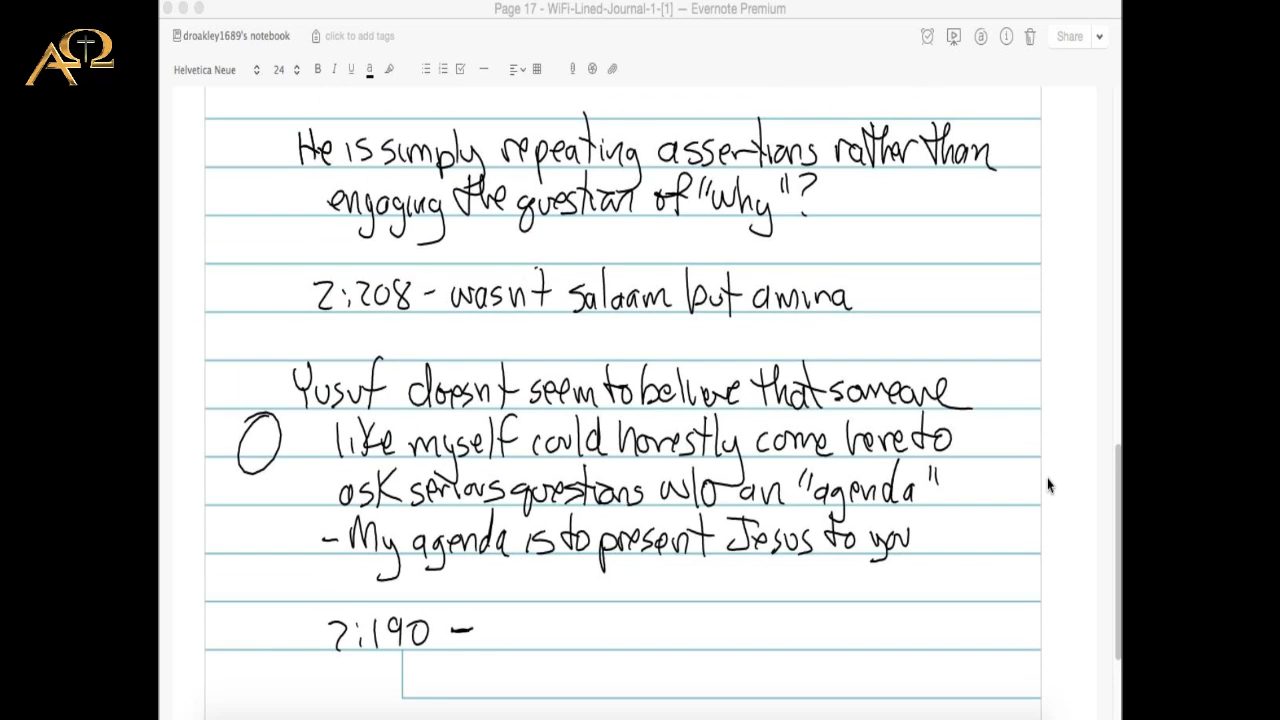 Page 17 - WiFi-Lined-Journal-1-[1] — Evernote Premium
droakley1689's notebook click to add tags Share
Helvetica Neue 24 B I U a
ΑΩ
He is simply repeating assertions rather than
engaging the question of "why"?
2:208 - wasn't salaam but amina
Yusuf doesn't seem to believe that someone
like myself could honestly come here to
ask serious questions w/o an "agenda"
- My agenda is to present Jesus to you
2:190 -